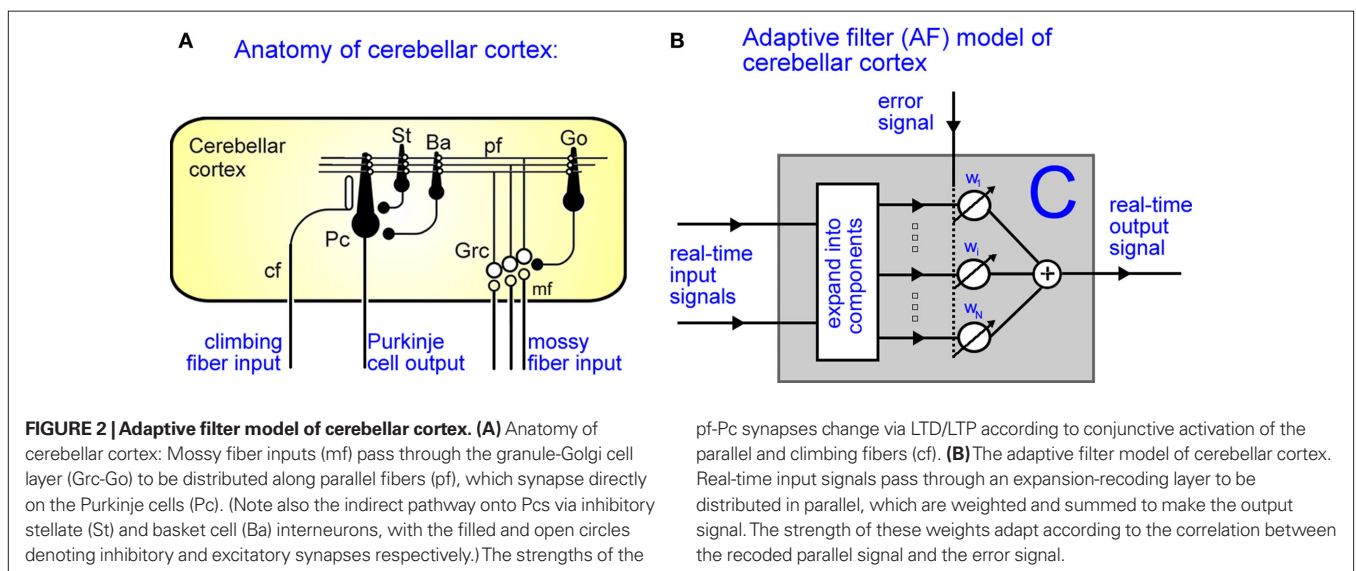 A
Anatomy of cerebellar cortex:
Cerebellar
cortex
St
Ba
pf
Go
Pc
Grc
cf
mf
climbing
fiber input
Purkinje
cell output
mossy
fiber input
B
Adaptive filter (AF) model of
cerebellar cortex
error
signal
C
real-time
input
signals
expand into
components
w1
wi
wN
+
real-time
output
signal
FIGURE 2 | Adaptive filter model of cerebellar cortex. (A) Anatomy of
cerebellar cortex: Mossy fiber inputs (mf) pass through the granule-Golgi cell
layer (Grc-Go) to be distributed along parallel fibers (pf), which synapse directly
on the Purkinje cells (Pc). (Note also the indirect pathway onto Pcs via inhibitory
stellate (St) and basket cell (Ba) interneurons, with the filled and open circles
denoting inhibitory and excitatory synapses respectively.) The strengths of the
pf-Pc synapses change via LTD/LTP according to conjunctive activation of the
parallel and climbing fibers (cf). (B) The adaptive filter model of cerebellar cortex.
Real-time input signals pass through an expansion-recoding layer to be
distributed in parallel, which are weighted and summed to make the output
signal. The strength of these weights adapt according to the correlation between
the recoded parallel signal and the error signal.